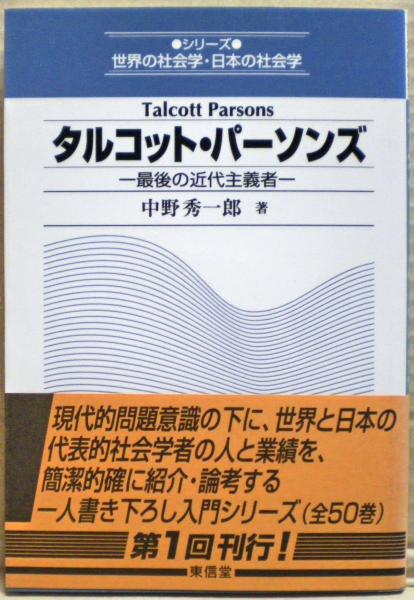 ●シリーズ●
世界の社会学・日本の社会学
Talcott Parsons
タルコット・パーソンズ
―最後の近代主義者―
中野秀一郎 著
現代的問題意識の下に、世界と日本の
代表的社会学者の人と業績を、
簡潔的確に紹介・論考する
一人書き下ろし入門シリーズ(全50巻)
第1回刊行!
東信堂